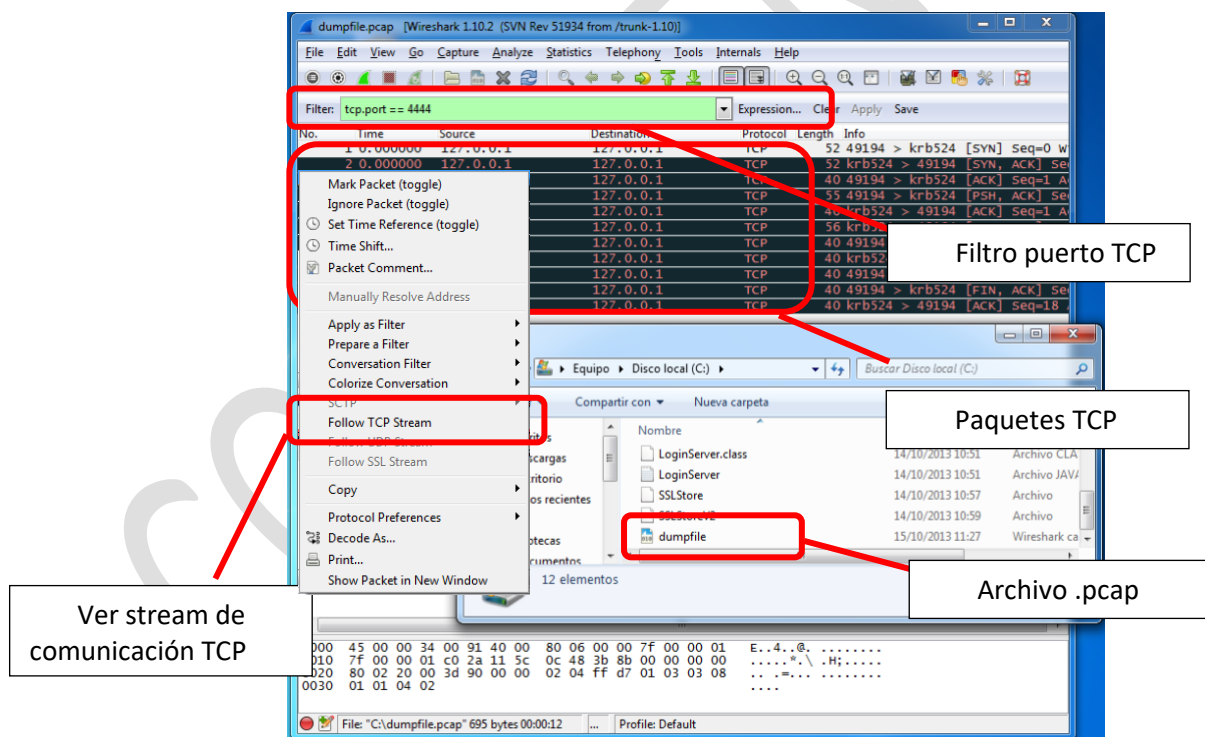 dumpfile.pcap [Wireshark 1.10.2 (SVN Rev 51934 from /trunk-1.10)]
File Edit View Go Capture Analyze Statistics Telephony Tools Internals Help
Filter: tcp.port == 4444 Expression... Clear Apply Save
No. Time Source Destination Protocol Length Info
1 0.000000 127.0.0.1 127.0.0.1 TCP 52 49194 > krb524 [SYN] Seq=0
2 0.000000 127.0.0.1 127.0.0.1 TCP 52 krb524 > 49194 [SYN, ACK]
127.0.0.1 TCP 40 49194 > krb524 [ACK] Seq=1
127.0.0.1 TCP 55 49194 > krb524 [PSH, ACK]
127.0.0.1 TCP 40 krb524 > 49194 [ACK] Seq=1
127.0.0.1 TCP 56
127.0.0.1 TCP 40 49194
127.0.0.1 TCP 40
127.0.0.1 TCP 40 49194
127.0.0.1 TCP 40 49194 > krb524 [FIN, ACK]
127.0.0.1 TCP 40 krb524 > 49194 [ACK] Seq=18
Mark Packet (toggle)
Ignore Packet (toggle)
Set Time Reference (toggle)
Time Shift...
Packet Comment...
Manually Resolve Address
Apply as Filter
Prepare a Filter
Conversation Filter
Colorize Conversation
SCTP
Follow TCP Stream
Follow UDP Stream
Follow SSL Stream
Copy
Protocol Preferences
Decode As...
Print...
Show Packet in New Window
Filtro puerto TCP
Equipo Disco local (C:) Buscar Disco local (C:)
Compartir con Nueva carpeta
Nombre
LoginServer.class 14/10/2013 10:51 Archivo CLA
LoginServer 14/10/2013 10:51 Archivo JAVA
SSLStore 14/10/2013 10:57 Archivo
SSLStoreV2 14/10/2013 10:59 Archivo
dumpfile 15/10/2013 11:27 Wireshark ca
12 elementos
Paquetes TCP
Archivo .pcap
Ver stream de
comunicación TCP
0000 45 00 00 34 00 91 40 00 80 06 00 00 7f 00 00 01 E..4..@. ........
0010 7f 00 00 01 c0 2a 11 5c 0c 48 3b 8b 00 00 00 00 .....*.\ .H;.....
0020 80 02 20 00 3d 90 00 00 02 04 ff d7 01 03 03 08 .. .=... ........
0030 01 01 04 02 ....
File: "C:\dumpfile.pcap" 695 bytes 00:00:12 ... Profile: Default